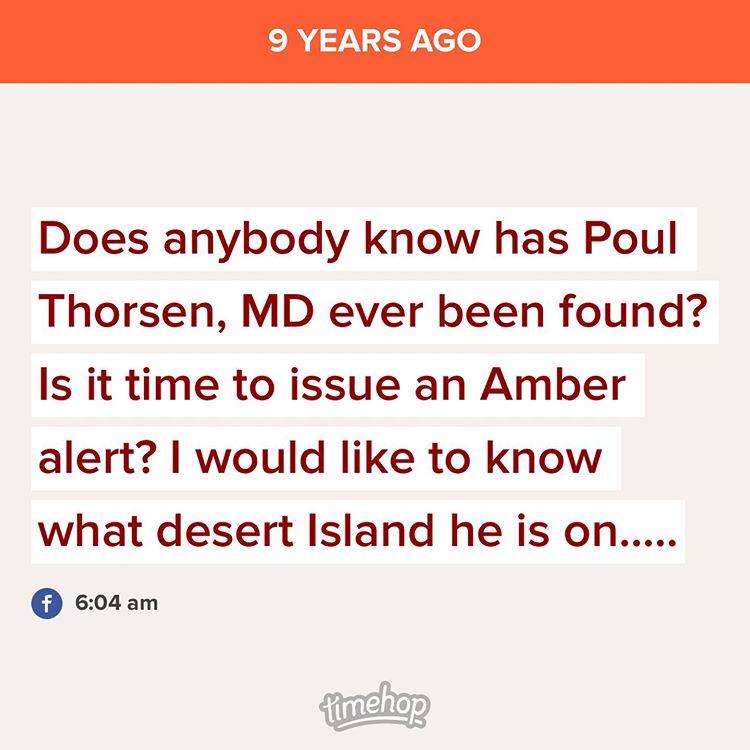 9 YEARS AGO
Does anybody know has Poul
Thorsen, MD ever been found?
Is it time to issue an Amber
alert? I would like to know
what desert Island he is on.....
f 6:04 am
timehop